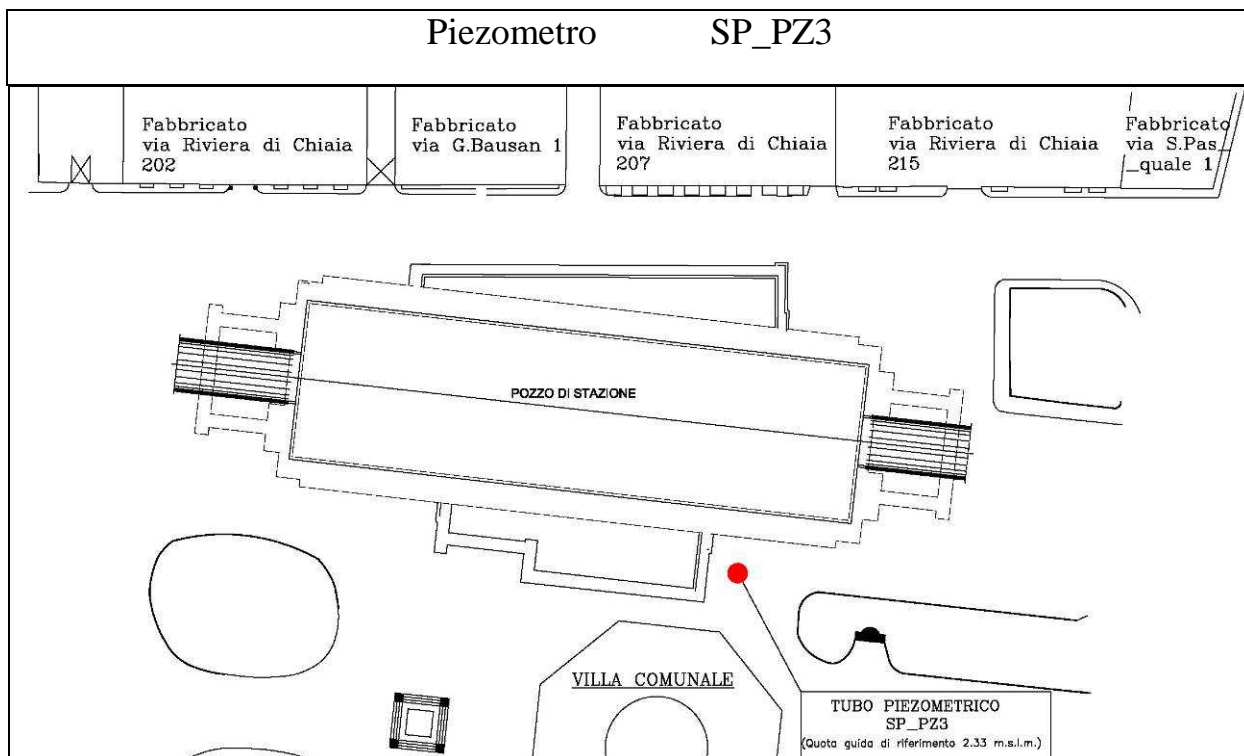 Piezometro SP_PZ3
Fabbricato
via Riviera di Chiaia
202
Fabbricato
via G.Bausan 1
Fabbricato
via Riviera di Chiaia
207
Fabbricato
via Riviera di Chiaia
215
Fabbricato
via S.Pas_
_quale 1
POZZO DI STAZIONE
VILLA COMUNALE
TUBO PIEZOMETRICO
SP_PZ3
(Quota guida di riferimento 2.33 m.s.l.m.)